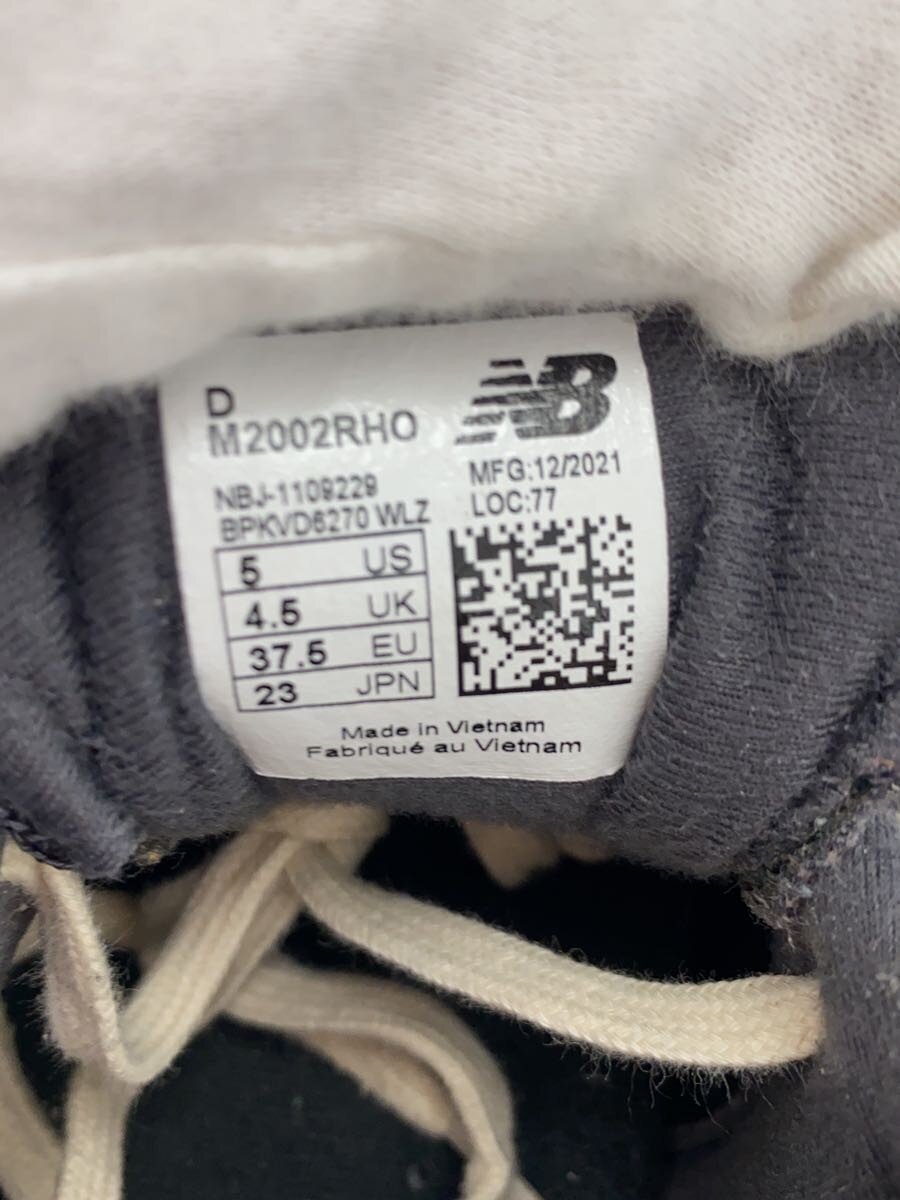 D
M2002RHO
NB
MFG:12/2021
LOC:77
NBJ-1109229
BPKVD6270 WLZ
5 US
4.5 UK
37.5 EU
23 JPN
Made in Vietnam
Fabriqué au Vietnam